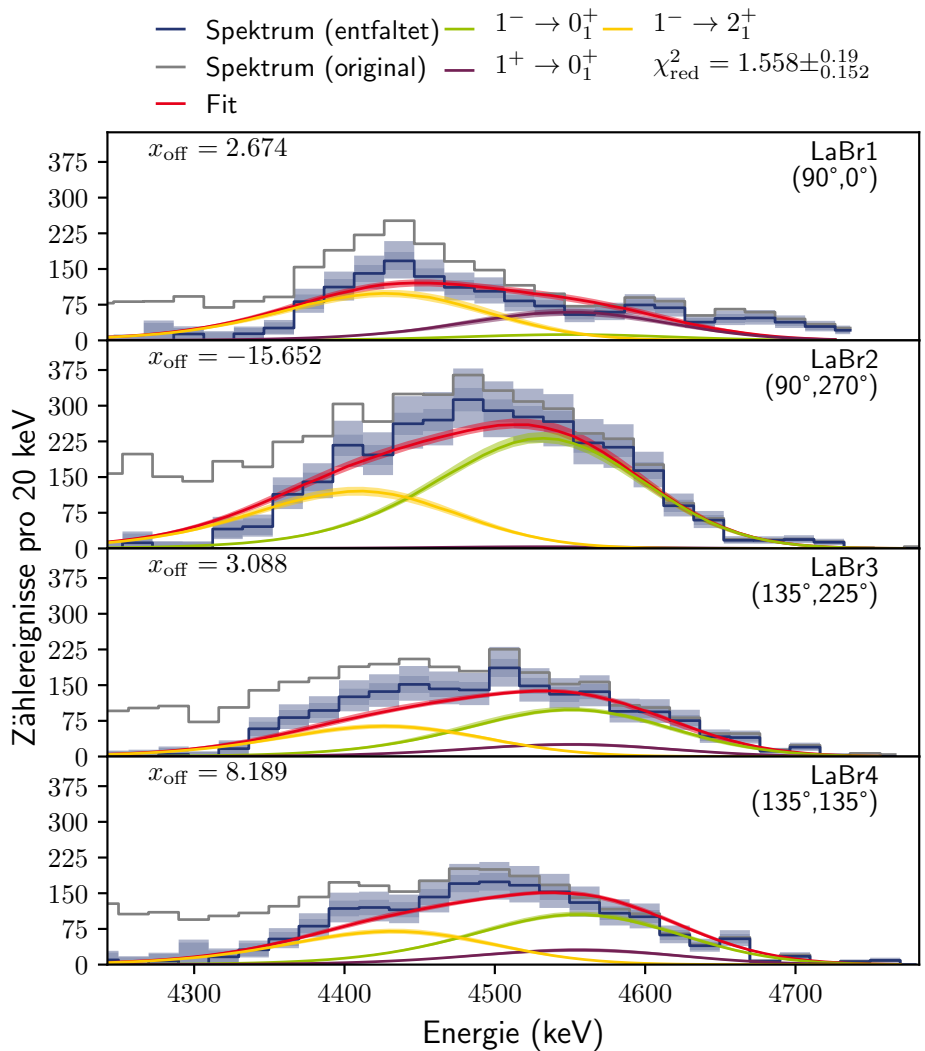 Spektrum (entfaltet) 1⁻ → 0₁⁺ 1⁻ → 2₁⁺
Spektrum (original) 1⁺ → 0₁⁺ χ²_red = 1.558±^0.19_0.152
Fit
x_off = 2.674
LaBr1
(90°,0°)
375
300
225
150
75
0
x_off = −15.652
LaBr2
(90°,270°)
375
300
225
150
75
0
x_off = 3.088
LaBr3
(135°,225°)
375
300
225
150
75
0
x_off = 8.189
LaBr4
(135°,135°)
375
300
225
150
75
0
Zählereignisse pro 20 keV
4300 4400 4500 4600 4700
Energie (keV)